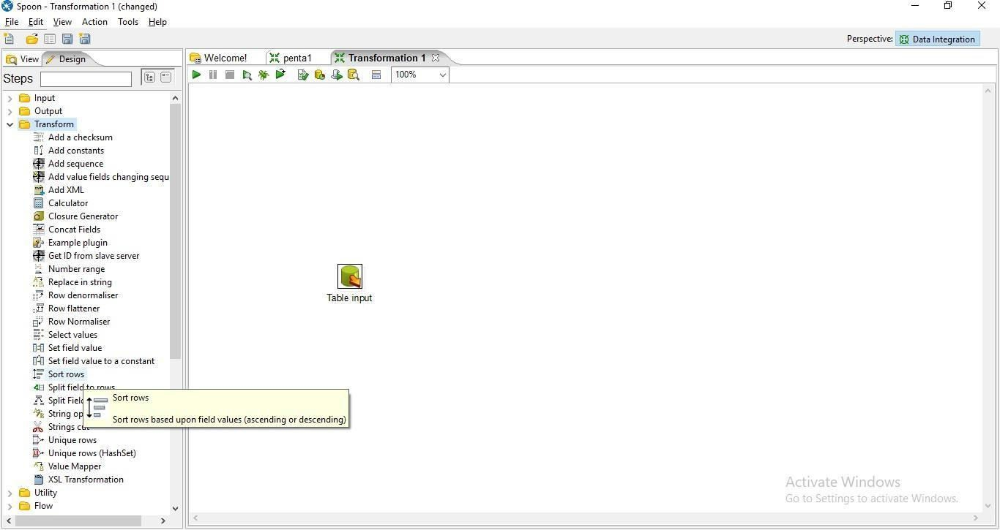 Spoon - Transformation 1 (changed)
File Edit View Action Tools Help
Perspective: Data Integration
View Design
Welcome! penta1 Transformation 1
Steps
100%
Input
Output
Transform
Add a checksum
Add constants
Add sequence
Add value fields changing sequ
Add XML
Calculator
Closure Generator
Concat Fields
Example plugin
Get ID from slave server
Number range
Replace in string
Row denormaliser
Row flattener
Row Normaliser
Select values
Set field value
Set field value to a constant
Sort rows
Split field to rows
Split Fiel
String op
Strings cu
Unique rows
Unique rows (HashSet)
Value Mapper
XSL Transformation
Utility
Flow
Table input
Sort rows
Sort rows based upon field values (ascending or descending)
Activate Windows
Go to Settings to activate Windows.